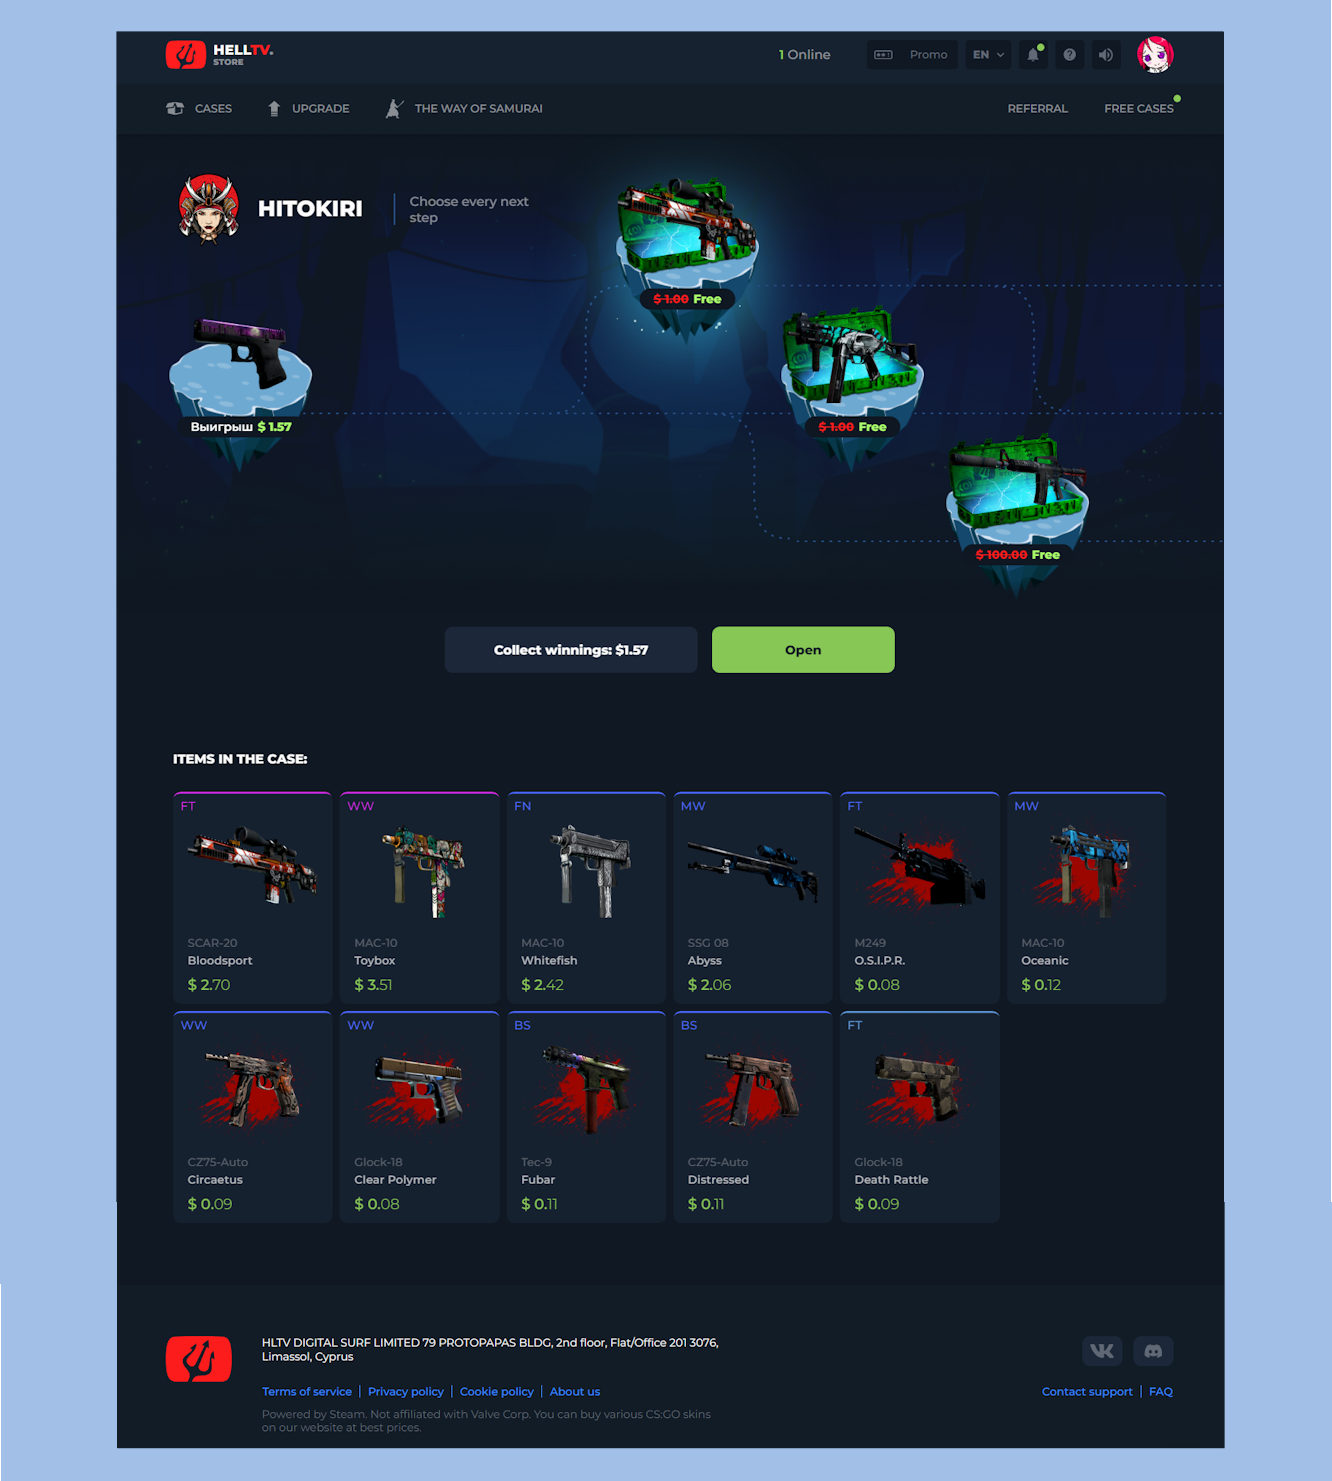 HELLTV.
STORE
1 Online
Promo
EN
CASES
UPGRADE
THE WAY OF SAMURAI
REFERRAL
FREE CASES
HITOKIRI
Choose every next
step
$ 1.00 Free
Выигрыш $ 1.57
$ 1.00 Free
$ 100.00 Free
Collect winnings: $1.57
Open
ITEMS IN THE CASE:
FT
SCAR-20
Bloodsport
$ 2.70
WW
MAC-10
Toybox
$ 3.51
FN
MAC-10
Whitefish
$ 2.42
MW
SSG 08
Abyss
$ 2.06
FT
M249
O.S.I.P.R.
$ 0.08
MW
MAC-10
Oceanic
$ 0.12
WW
CZ75-Auto
Circaetus
$ 0.09
WW
Glock-18
Clear Polymer
$ 0.08
BS
Tec-9
Fubar
$ 0.11
BS
CZ75-Auto
Distressed
$ 0.11
FT
Glock-18
Death Rattle
$ 0.09
HLTV DIGITAL SURF LIMITED 79 PROTOPAPAS BLDG, 2nd floor, Flat/Office 201 3076,
Limassol, Cyprus
Terms of service | Privacy policy | Cookie policy | About us
Contact support | FAQ
Powered by Steam. Not affiliated with Valve Corp. You can buy various CS:GO skins
on our website at best prices.